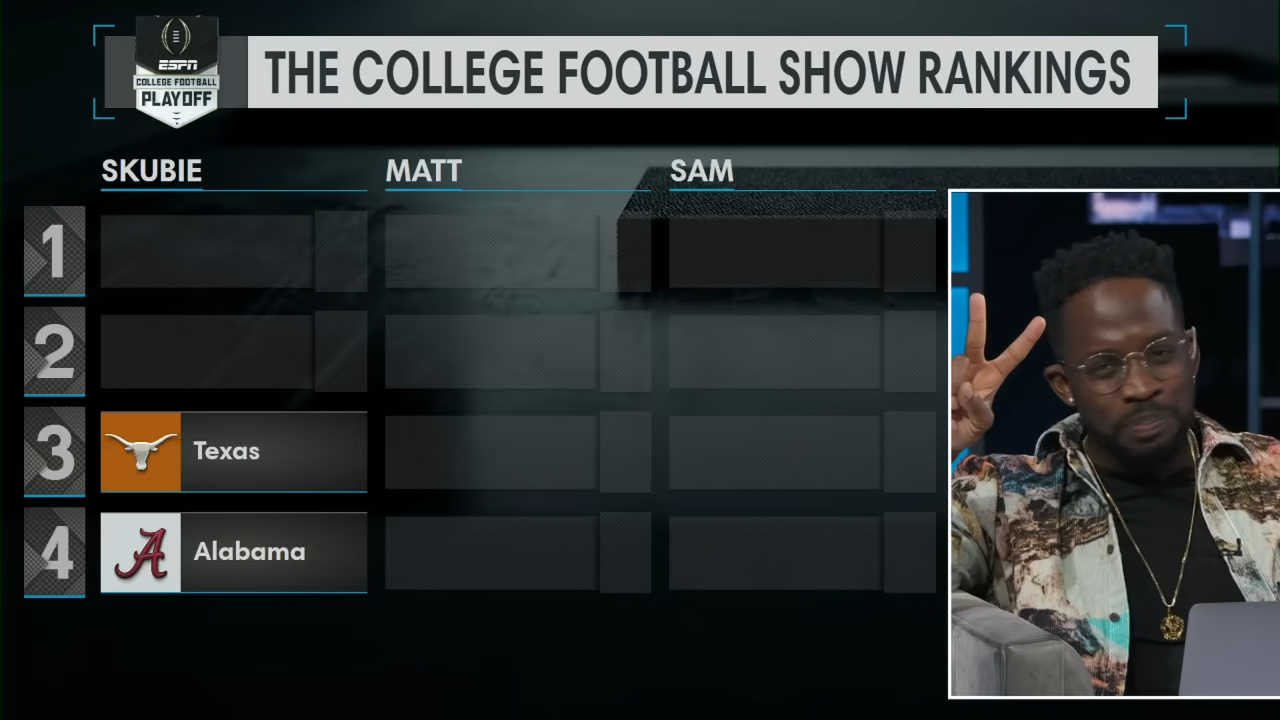 ESPN
COLLEGE FOOTBALL
PLAYOFF
THE COLLEGE FOOTBALL SHOW RANKINGS
SKUBIE MATT SAM
1
2
3 Texas
4 A Alabama